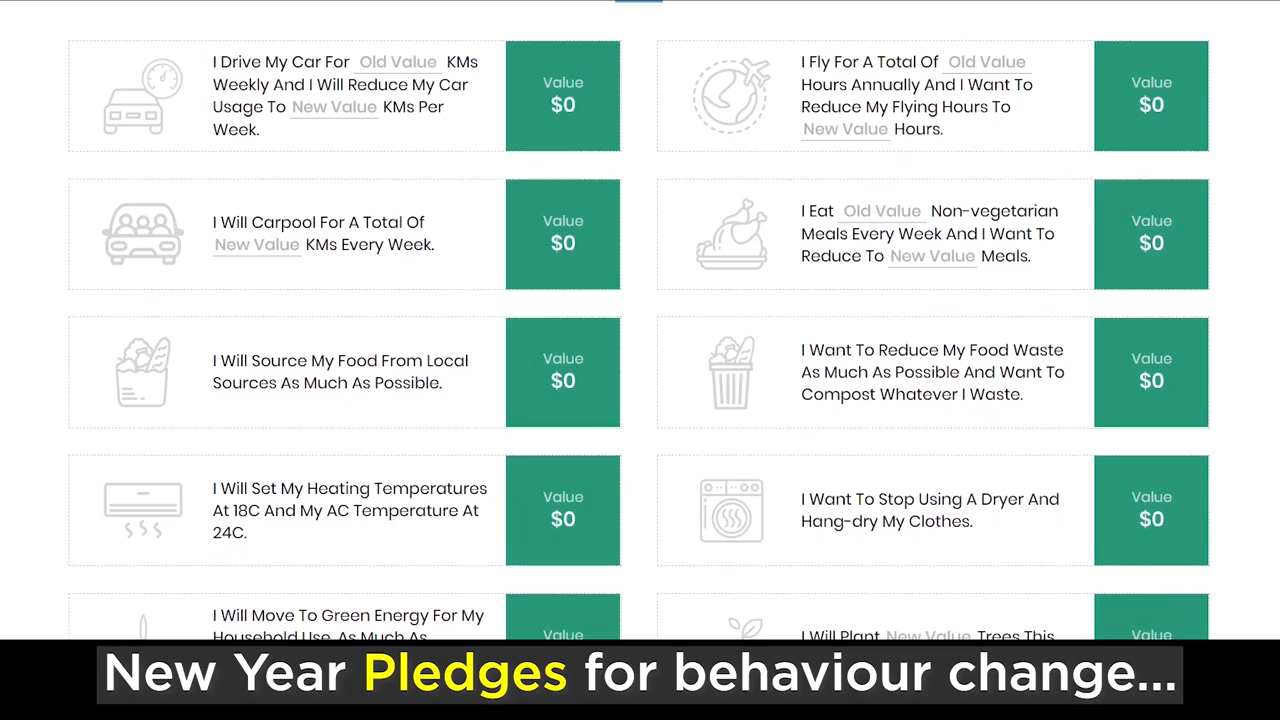 I Drive My Car For Old Value KMs
Weekly And I Will Reduce My Car
Usage To New Value KMs Per
Week.
Value
$0
I Fly For A Total Of Old Value
Hours Annually And I Want To
Reduce My Flying Hours To
New Value Hours.
Value
$0
I Will Carpool For A Total Of
New Value KMs Every Week.
Value
$0
I Eat Old Value Non-vegetarian
Meals Every Week And I Want To
Reduce To New Value Meals.
Value
$0
I Will Source My Food From Local
Sources As Much As Possible.
Value
$0
I Want To Reduce My Food Waste
As Much As Possible And Want To
Compost Whatever I Waste.
Value
$0
I Will Set My Heating Temperatures
At 18C And My AC Temperature At
24C.
Value
$0
I Want To Stop Using A Dryer And
Hang-dry My Clothes.
Value
$0
I Will Move To Green Energy For My
Household Use, As Much As
Value
I Will Plant New Value Trees This
Value
New Year Pledges for behaviour change...